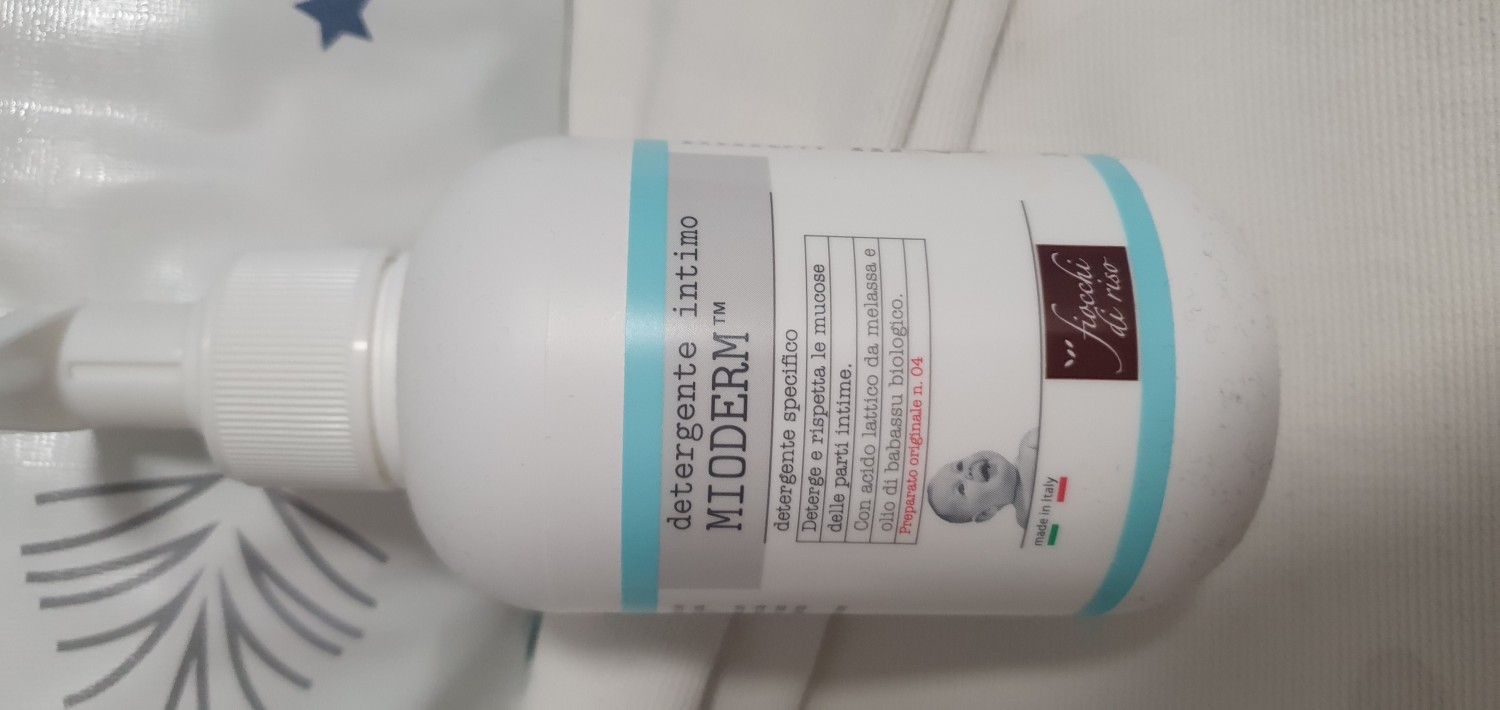 detergente intimo
MIODERM™
detergente specifico
Deterge e rispetta le mucose
delle parti intime.
Con acido lattico da melassa e
olio di babassu biologico.
Preparato originale n. 04
made in Italy
fiocchi
di riso